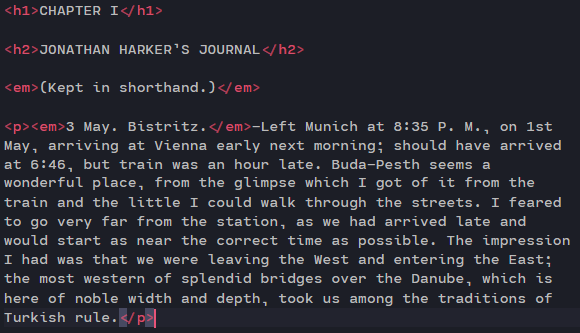 <h1>CHAPTER I</h1>
<h2>JONATHAN HARKER'S JOURNAL</h2>
<em>(Kept in shorthand.)</em>
<p><em>3 May. Bistritz.</em>—Left Munich at 8:35 P. M., on 1st
May, arriving at Vienna early next morning; should have arrived
at 6:46, but train was an hour late. Buda-Pesth seems a
wonderful place, from the glimpse which I got of it from the
train and the little I could walk through the streets. I feared
to go very far from the station, as we had arrived late and
would start as near the correct time as possible. The impression
I had was that we were leaving the West and entering the East;
the most western of splendid bridges over the Danube, which is
here of noble width and depth, took us among the traditions of
Turkish rule.</p>